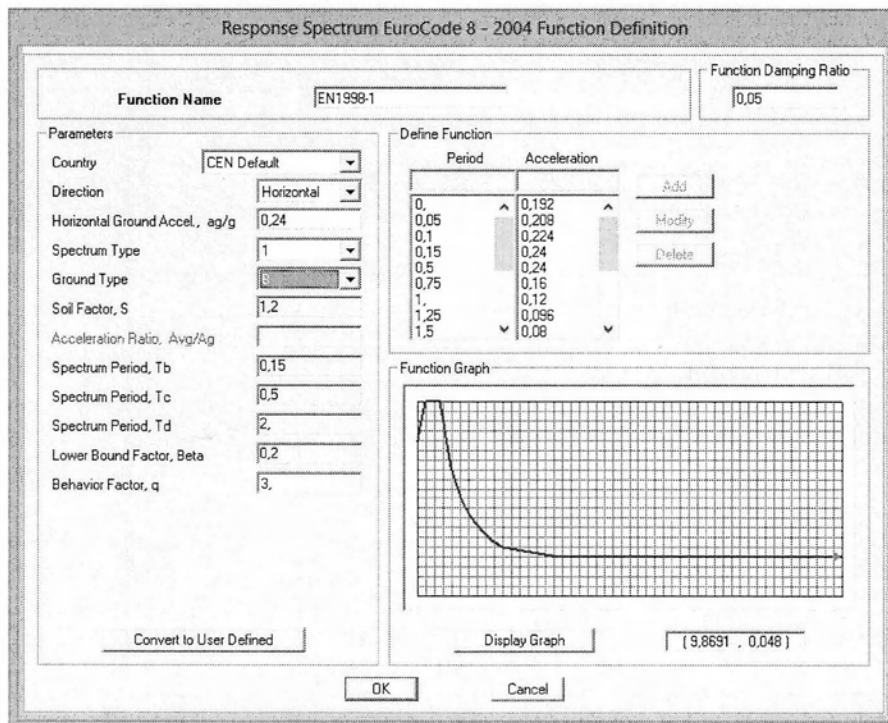 Response Spectrum EuroCode 8 - 2004 Function Definition
Function Name EN1998-1
Function Damping Ratio
0,05
Parameters
Country CEN Default
Direction Horizontal
Horizontal Ground Accel., ag/g 0,24
Spectrum Type 1
Ground Type
Soil Factor, S 1,2
Acceleration Ratio, Avg/Ag
Spectrum Period, Tb 0,15
Spectrum Period, Tc 0,5
Spectrum Period, Td 2,
Lower Bound Factor, Beta 0,2
Behavior Factor, q 3,
Convert to User Defined
Define Function
Period Acceleration
0, 0,192
0,05 0,208
0,1 0,224
0,15 0,24
0,5 0,24
0,75 0,16
1, 0,12
1,25 0,096
1,5 0,08
Add
Modify
Delete
Function Graph
Display Graph
( 9,8691 , 0,048 )
OK
Cancel